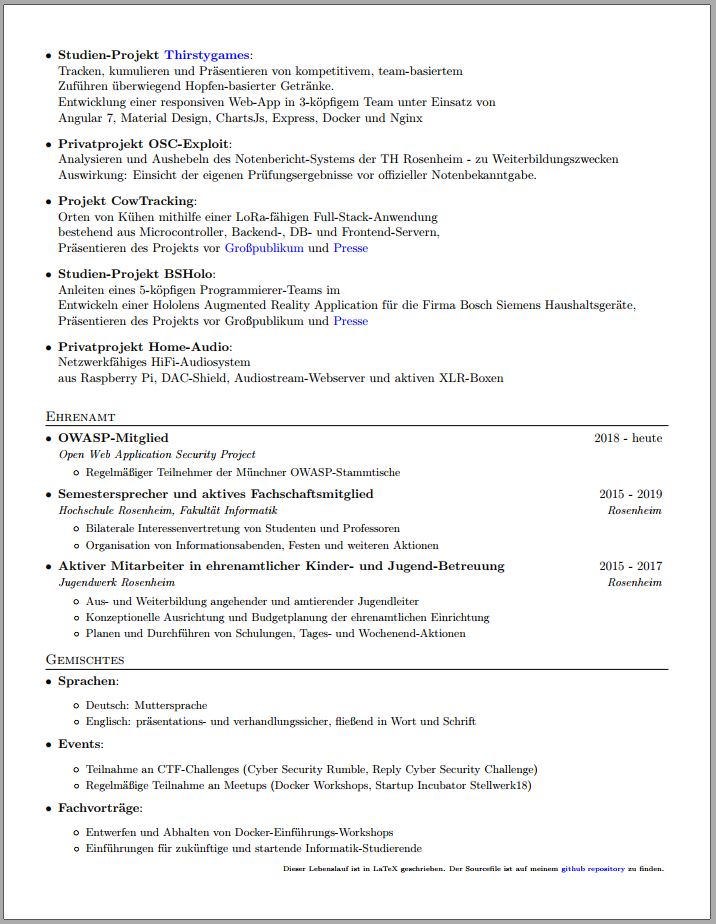 • Studien-Projekt Thirstygames:
Tracken, kumulieren und Präsentieren von kompetitivem, team-basiertem
Zuführen überwiegend Hopfen-basierter Getränke.
Entwicklung einer responsiven Web-App in 3-köpfigem Team unter Einsatz von
Angular 7, Material Design, ChartsJs, Express, Docker und Nginx
• Privatprojekt OSC-Exploit:
Analysieren und Aushebeln des Notenbericht-Systems der TH Rosenheim - zu Weiterbildungszwecken
Auswirkung: Einsicht der eigenen Prüfungsergebnisse vor offizieller Notenbekanntgabe.
• Projekt CowTracking:
Orten von Kühen mithilfe einer LoRa-fähigen Full-Stack-Anwendung
bestehend aus Microcontroller, Backend-, DB- und Frontend-Servern,
Präsentieren des Projekts vor Großpublikum und Presse
• Studien-Projekt BSHolo:
Anleiten eines 5-köpfigen Programmierer-Teams im
Entwickeln einer Hololens Augmented Reality Application für die Firma Bosch Siemens Haushaltsgeräte,
Präsentieren des Projekts vor Großpublikum und Presse
• Privatprojekt Home-Audio:
Netzwerkfähiges HiFi-Audiosystem
aus Raspberry Pi, DAC-Shield, Audiostream-Webserver und aktiven XLR-Boxen
Ehrenamt
• OWASP-Mitglied 2018 - heute
Open Web Application Security Project
◦ Regelmäßiger Teilnehmer der Münchner OWASP-Stammtische
• Semestersprecher und aktives Fachschaftsmitglied 2015 - 2019
Hochschule Rosenheim, Fakultät Informatik Rosenheim
◦ Bilaterale Interessenvertretung von Studenten und Professoren
◦ Organisation von Informationsabenden, Festen und weiteren Aktionen
• Aktiver Mitarbeiter in ehrenamtlicher Kinder- und Jugend-Betreuung 2015 - 2017
Jugendwerk Rosenheim Rosenheim
◦ Aus- und Weiterbildung angehender und amtierender Jugendleiter
◦ Konzeptionelle Ausrichtung und Budgetplanung der ehrenamtlichen Einrichtung
◦ Planen und Durchführen von Schulungen, Tages- und Wochenend-Aktionen
Gemischtes
• Sprachen:
◦ Deutsch: Muttersprache
◦ Englisch: präsentations- und verhandlungssicher, fließend in Wort und Schrift
• Events:
◦ Teilnahme an CTF-Challenges (Cyber Security Rumble, Reply Cyber Security Challenge)
◦ Regelmäßige Teilnahme an Meetups (Docker Workshops, Startup Incubator Stellwerk18)
• Fachvorträge:
◦ Entwerfen und Abhalten von Docker-Einführungs-Workshops
◦ Einführungen für zukünftige und startende Informatik-Studierende
Dieser Lebenslauf ist in LaTeX geschrieben. Der Sourcefile ist auf meinem github repository zu finden.